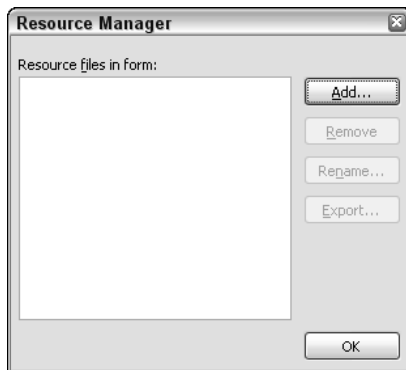 Resource Manager
Resource files in form:
Add...
Remove
Rename...
Export...
OK